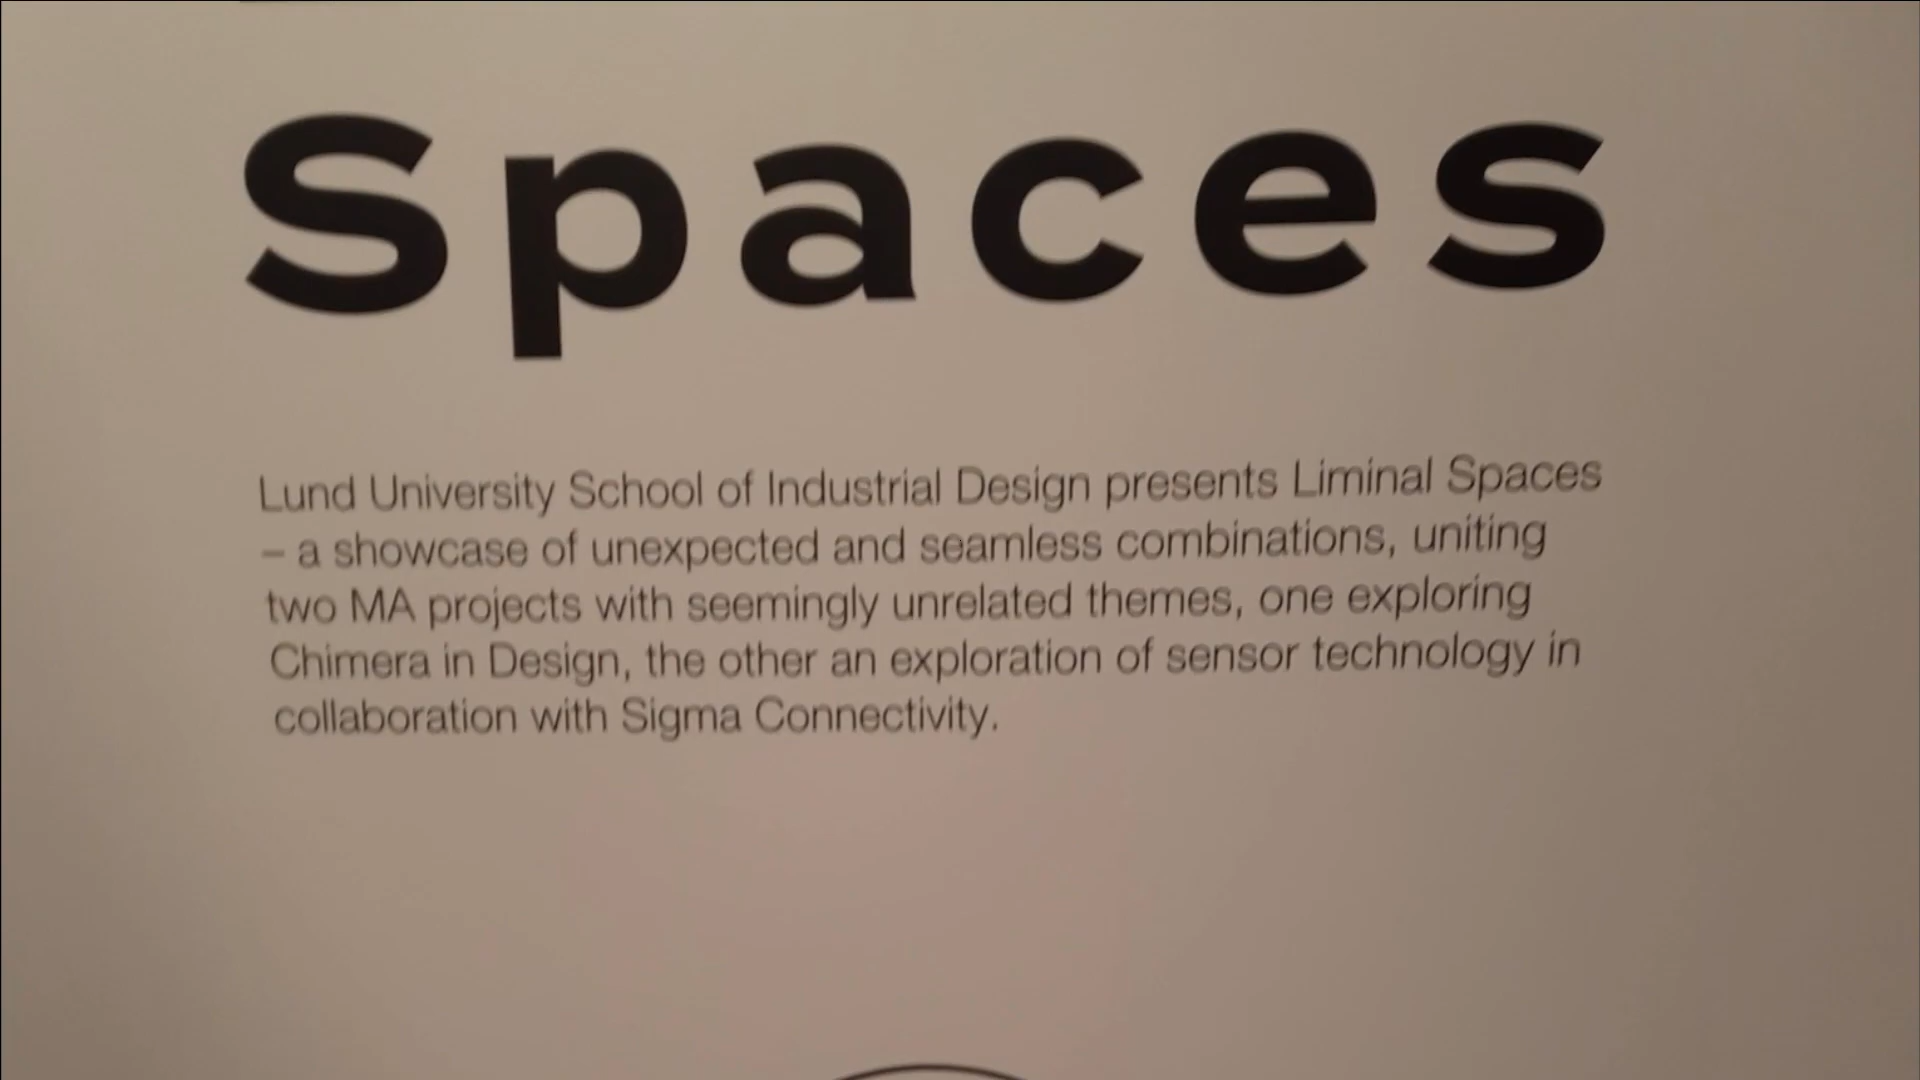 Spaces
Lund University School of Industrial Design presents Liminal Spaces
– a showcase of unexpected and seamless combinations, uniting
two MA projects with seemingly unrelated themes, one exploring
Chimera in Design, the other an exploration of sensor technology in
collaboration with Sigma Connectivity.